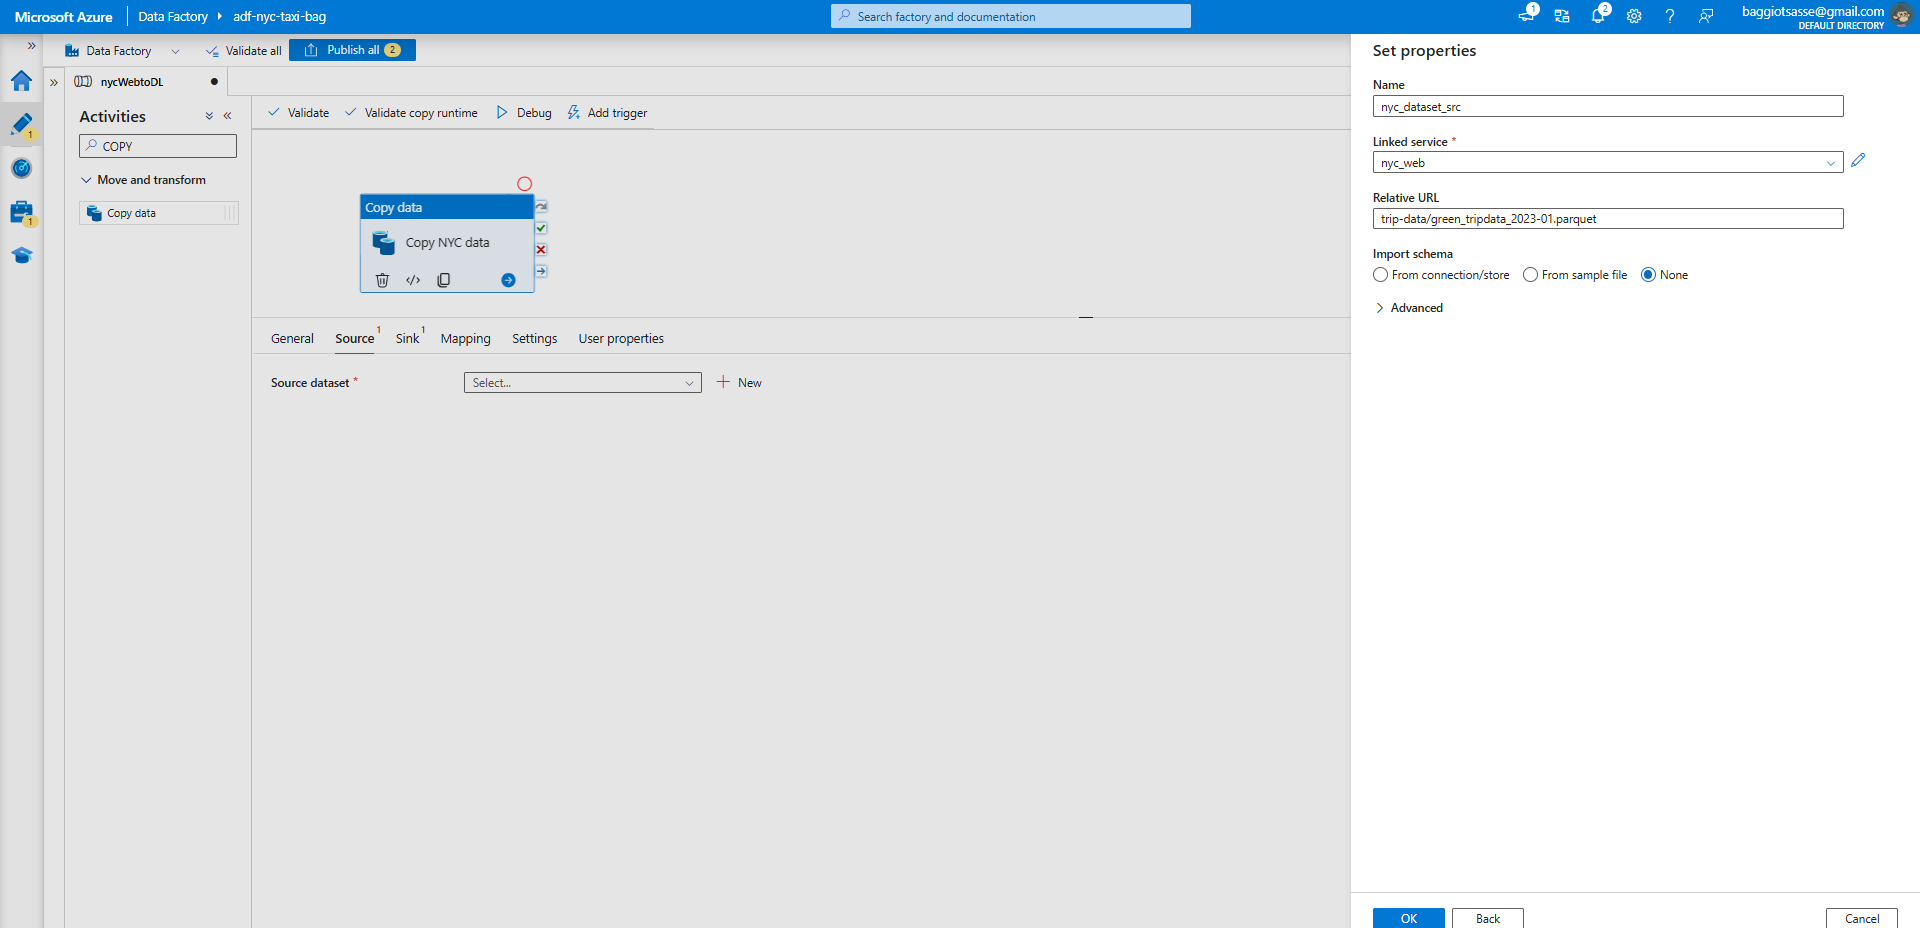 Microsoft Azure
Data Factory
adf-nyc-taxi-bag
Search factory and documentation
1
2
baggiotsasse@gmail.com
DEFAULT DIRECTORY
Data Factory
Validate all
Publish all 2
nycWebtoDL
1
1
Activities
COPY
Move and transform
Copy data
Validate
Validate copy runtime
Debug
Add trigger
Copy data
Copy NYC data
General
Source 1
Sink 1
Mapping
Settings
User properties
Source dataset *
Select...
New
Set properties
Name
nyc_dataset_src
Linked service *
nyc_web
Relative URL
trip-data/green_tripdata_2023-01.parquet
Import schema
From connection/store
From sample file
None
Advanced
OK
Back
Cancel